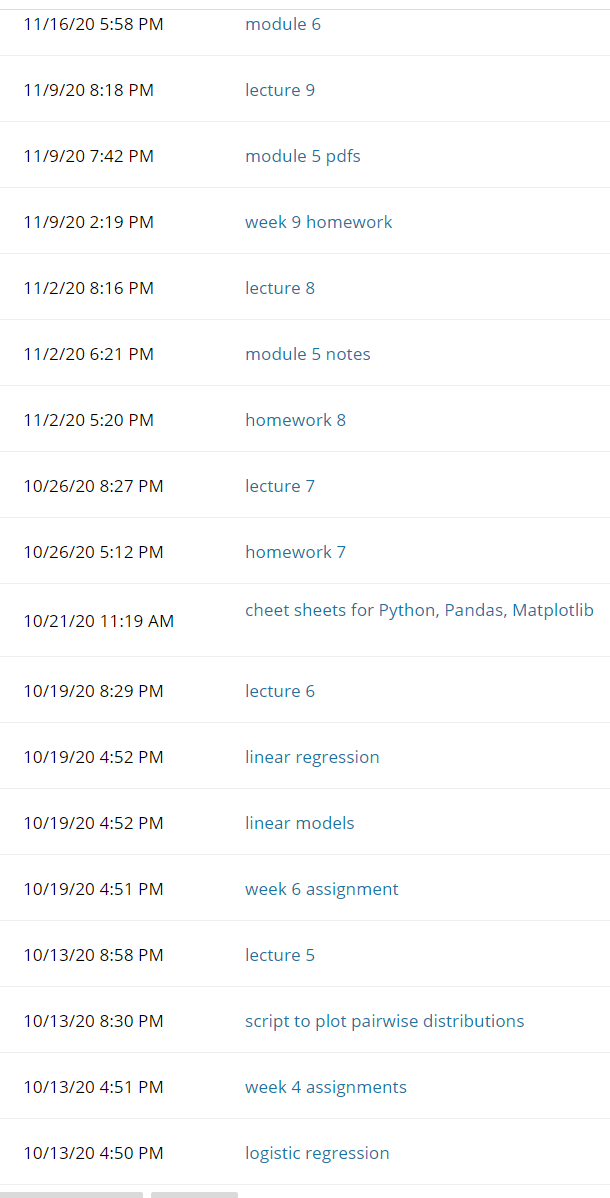 11/16/20 5:58 PM module 6
11/9/20 8:18 PM lecture 9
11/9/20 7:42 PM module 5 pdfs
11/9/20 2:19 PM week 9 homework
11/2/20 8:16 PM lecture 8
11/2/20 6:21 PM module 5 notes
11/2/20 5:20 PM homework 8
10/26/20 8:27 PM lecture 7
10/26/20 5:12 PM homework 7
10/21/20 11:19 AM cheet sheets for Python, Pandas, Matplotlib
10/19/20 8:29 PM lecture 6
10/19/20 4:52 PM linear regression
10/19/20 4:52 PM linear models
10/19/20 4:51 PM week 6 assignment
10/13/20 8:58 PM lecture 5
10/13/20 8:30 PM script to plot pairwise distributions
10/13/20 4:51 PM week 4 assignments
10/13/20 4:50 PM logistic regression